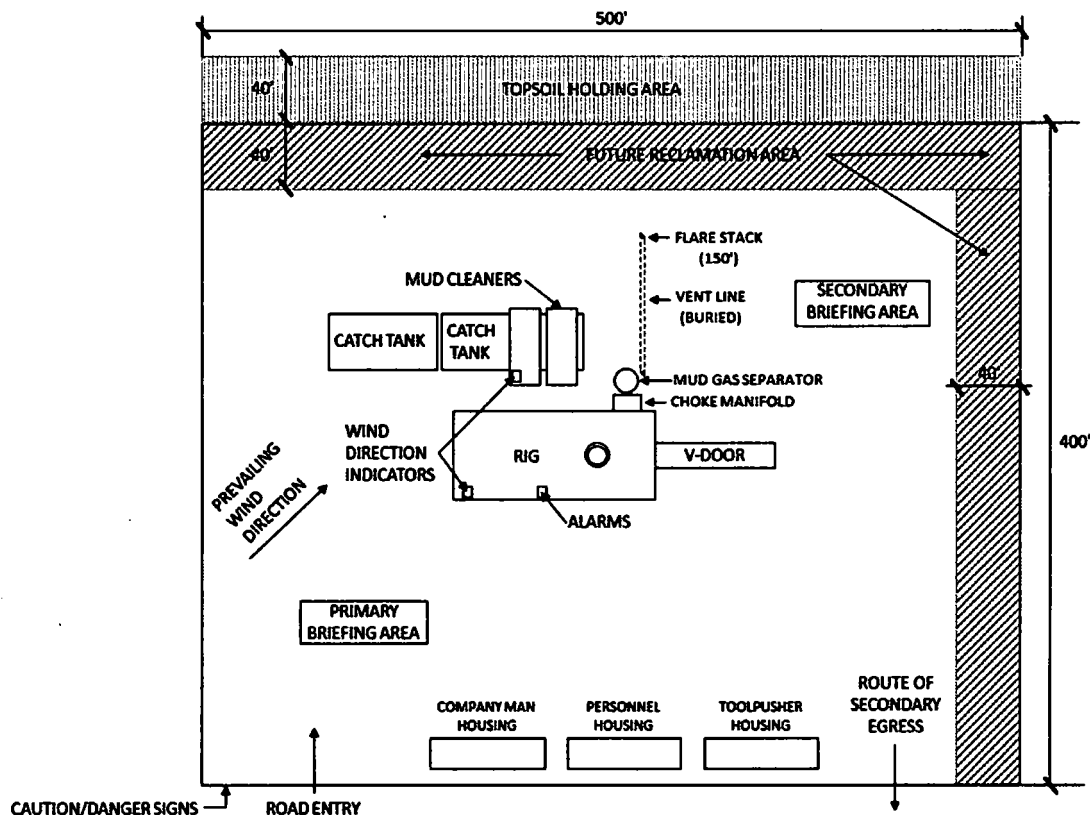 500'
40'
TOPSOIL HOLDING AREA
40'
FUTURE RECLAMATION AREA
FLARE STACK
(150')
MUD CLEANERS
VENT LINE
(BURIED)
SECONDARY
BRIEFING AREA
CATCH TANK
CATCH
TANK
MUD GAS SEPARATOR
40'
CHOKE MANIFOLD
400'
WIND
DIRECTION
INDICATORS
RIG
V-DOOR
PREVAILING
WIND
DIRECTION
ALARMS
PRIMARY
BRIEFING AREA
COMPANY MAN
HOUSING
PERSONNEL
HOUSING
TOOLPUSHER
HOUSING
ROUTE OF
SECONDARY
EGRESS
CAUTION/DANGER SIGNS
ROAD ENTRY